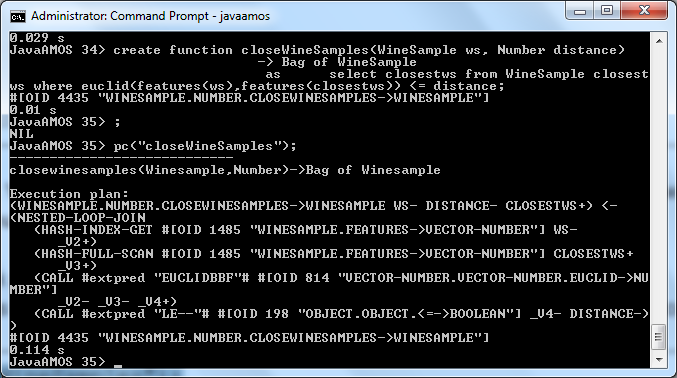 Administrator: Command Prompt - javaamos
0.029 s
JavaAMOS 34> create function closeWineSamples(WineSample ws, Number distance)
-> Bag of WineSample
as select closestws from WineSample closest
ws where euclid(features(ws),features(closestws)) <= distance;
#[OID 4435 "WINESAMPLE.NUMBER.CLOSEWINESAMPLES->WINESAMPLE"]
0.01 s
JavaAMOS 35> ;
NIL
JavaAMOS 35> pc("closeWineSamples");
----------------------------
closewinesamples(Winesample,Number)->Bag of Winesample
Execution plan:
(WINESAMPLE.NUMBER.CLOSEWINESAMPLES->WINESAMPLE WS- DISTANCE- CLOSESTWS+) <-
(NESTED-LOOP-JOIN
(HASH-INDEX-GET #[OID 1485 "WINESAMPLE.FEATURES->VECTOR-NUMBER"] WS-
_V2+)
(HASH-FULL-SCAN #[OID 1485 "WINESAMPLE.FEATURES->VECTOR-NUMBER"] CLOSESTWS+
_V3+)
(CALL #extpred "EUCLIDBBF"# #[OID 814 "VECTOR-NUMBER.VECTOR-NUMBER.EUCLID->NU
MBER"]
_V2- _V3- _V4+)
(CALL #extpred "LE--"# #[OID 198 "OBJECT.OBJECT.<=->BOOLEAN"] _V4- DISTANCE-)
)
#[OID 4435 "WINESAMPLE.NUMBER.CLOSEWINESAMPLES->WINESAMPLE"]
0.114 s
JavaAMOS 35> _